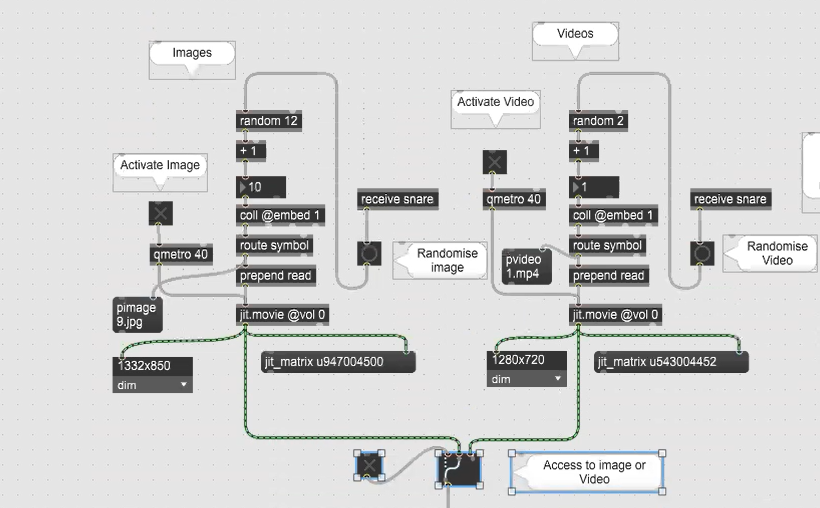 Images
random 12
+ 1
Activate Image
10
coll @embed 1
receive snare
route symbol
qmetro 40
Randomise
image
prepend read
pimage
9.jpg
jit.movie @vol 0
1332x850
dim
jit_matrix u947004500
Videos
Activate Video
random 2
+ 1
1
qmetro 40
receive snare
coll @embed 1
route symbol
Randomise
Video
pvideo
1.mp4
prepend read
jit.movie @vol 0
1280x720
dim
jit_matrix u543004452
Access to image or
Video